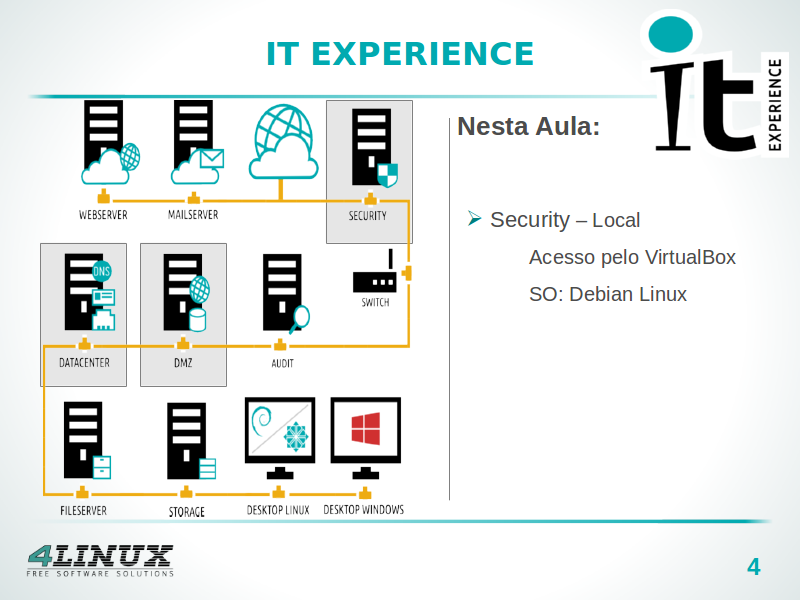 IT EXPERIENCE
it
EXPERIENCE
WEBSERVER
MAILSERVER
SECURITY
SWITCH
DNS
DATACENTER
DMZ
AUDIT
FILESERVER
STORAGE
DESKTOP LINUX
DESKTOP WINDOWS
Nesta Aula:
Security – Local
Acesso pelo VirtualBox
SO: Debian Linux
4LINUX
FREE SOFTWARE SOLUTIONS
4